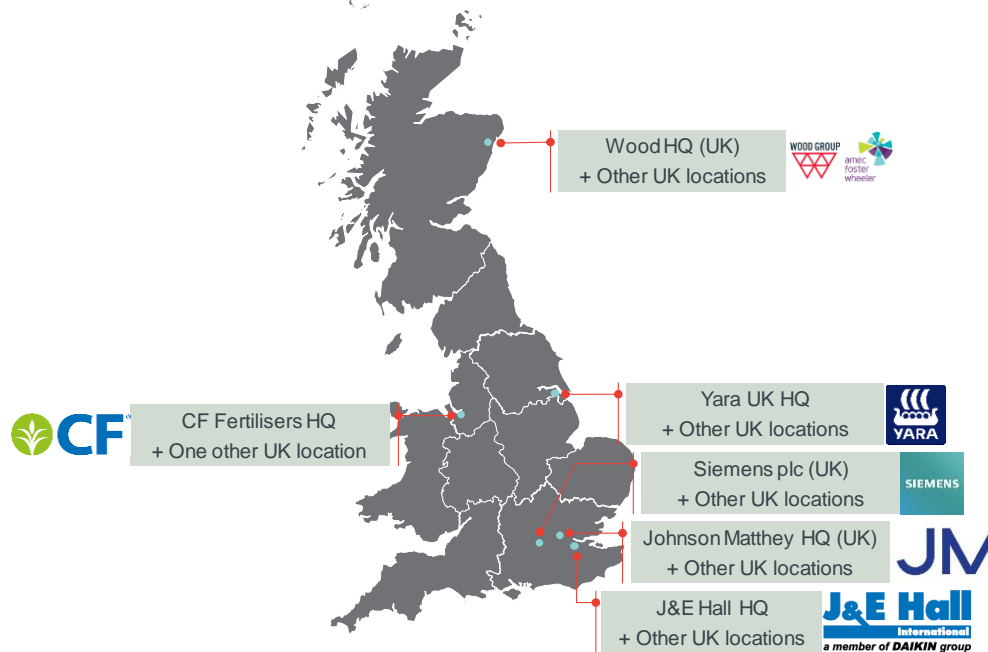 Wood HQ (UK)
+ Other UK locations
WOOD GROUP
amec
foster
wheeler
CF
CF Fertilisers HQ
+ One other UK location
Yara UK HQ
+ Other UK locations
YARA
Siemens plc (UK)
+ Other UK locations
SIEMENS
Johnson Matthey HQ (UK)
+ Other UK locations
JM
J&E Hall HQ
+ Other UK locations
J&E Hall
International
a member of DAIKIN group